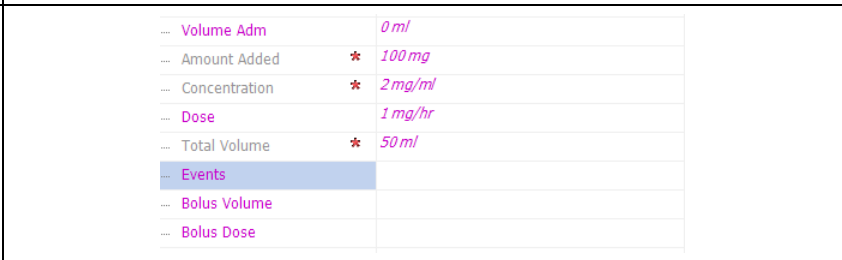 Volume Adm 0 ml
Amount Added * 100 mg
Concentration * 2 mg/ml
Dose 1 mg/hr
Total Volume * 50 ml
Events
Bolus Volume
Bolus Dose